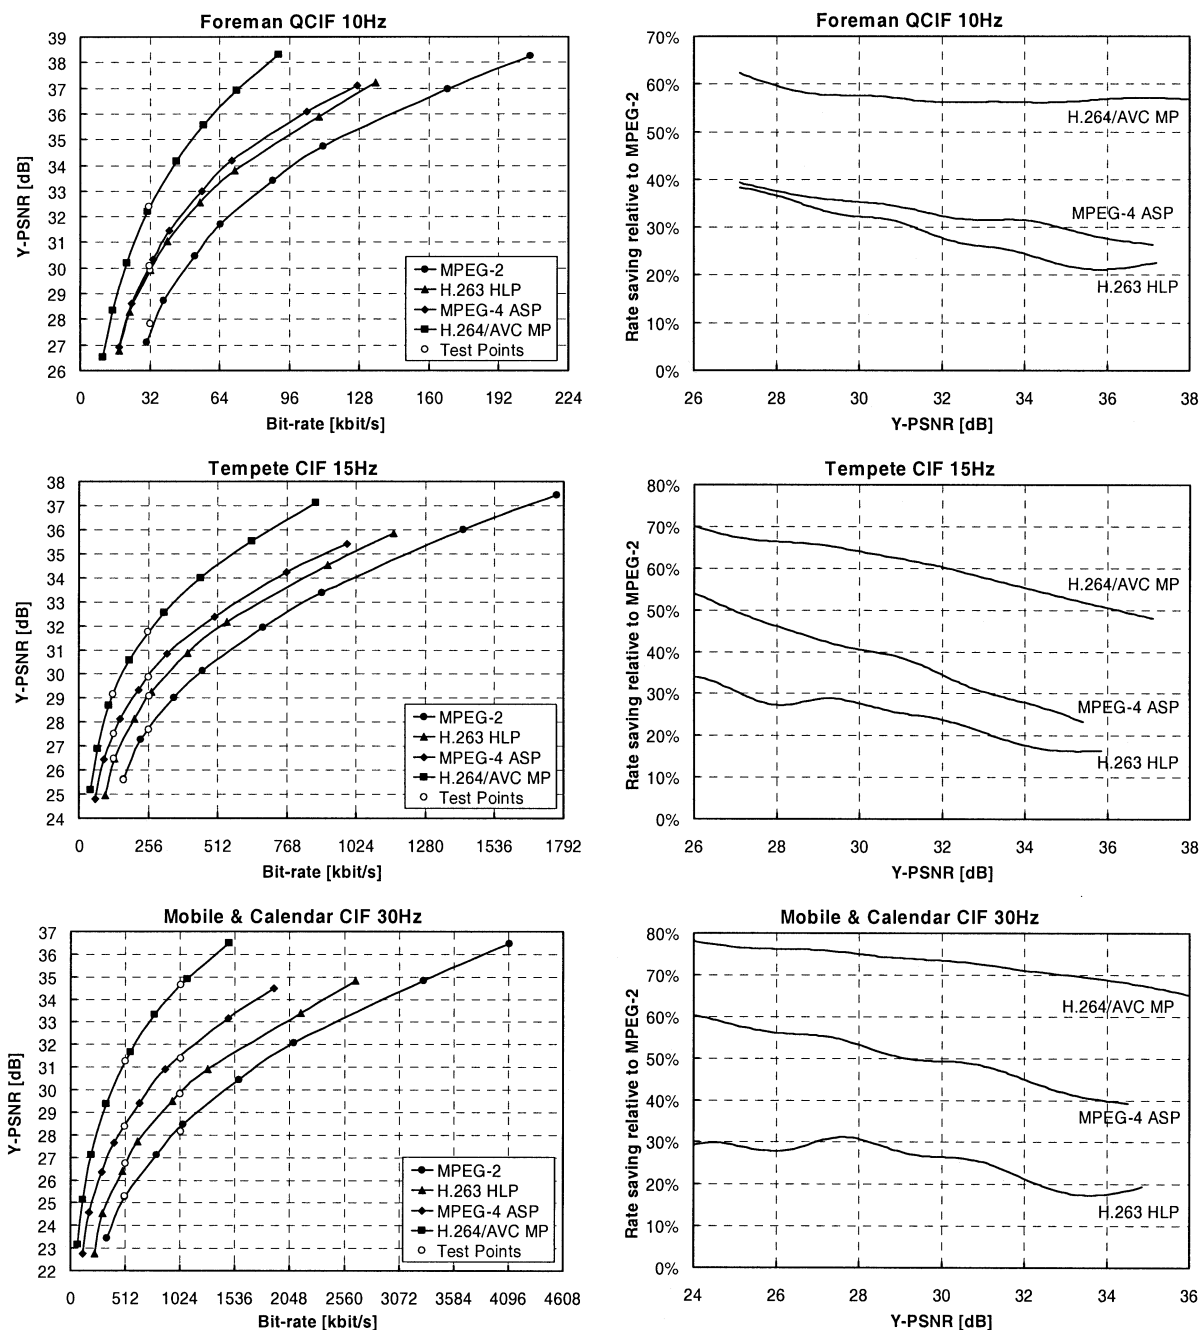 Foreman QCIF 10Hz
39
38
37
36
35
34
33
32
31
30
29
28
27
26
Y-PSNR [dB]
MPEG-2
H.263 HLP
MPEG-4 ASP
H.264/AVC MP
Test Points
0 32 64 96 128 160 192 224
Bit-rate [kbit/s]
Foreman QCIF 10Hz
70%
60%
50%
40%
30%
20%
10%
0%
Rate saving relative to MPEG-2
H.264/AVC MP
MPEG-4 ASP
H.263 HLP
26 28 30 32 34 36 38
Y-PSNR [dB]
Tempete CIF 15Hz
38
37
36
35
34
33
32
31
30
29
28
27
26
25
24
Y-PSNR [dB]
MPEG-2
H.263 HLP
MPEG-4 ASP
H.264/AVC MP
Test Points
0 256 512 768 1024 1280 1536 1792
Bit-rate [kbit/s]
Tempete CIF 15Hz
80%
70%
60%
50%
40%
30%
20%
10%
0%
Rate saving relative to MPEG-2
H.264/AVC MP
MPEG-4 ASP
H.263 HLP
26 28 30 32 34 36 38
Y-PSNR [dB]
Mobile & Calendar CIF 30Hz
37
36
35
34
33
32
31
30
29
28
27
26
25
24
23
22
Y-PSNR [dB]
MPEG-2
H.263 HLP
MPEG-4 ASP
H.264/AVC MP
Test Points
0 512 1024 1536 2048 2560 3072 3584 4096 4608
Bit-rate [kbit/s]
Mobile & Calendar CIF 30Hz
80%
70%
60%
50%
40%
30%
20%
10%
0%
Rate saving relative to MPEG-2
H.264/AVC MP
MPEG-4 ASP
H.263 HLP
24 26 28 30 32 34 36
Y-PSNR [dB]